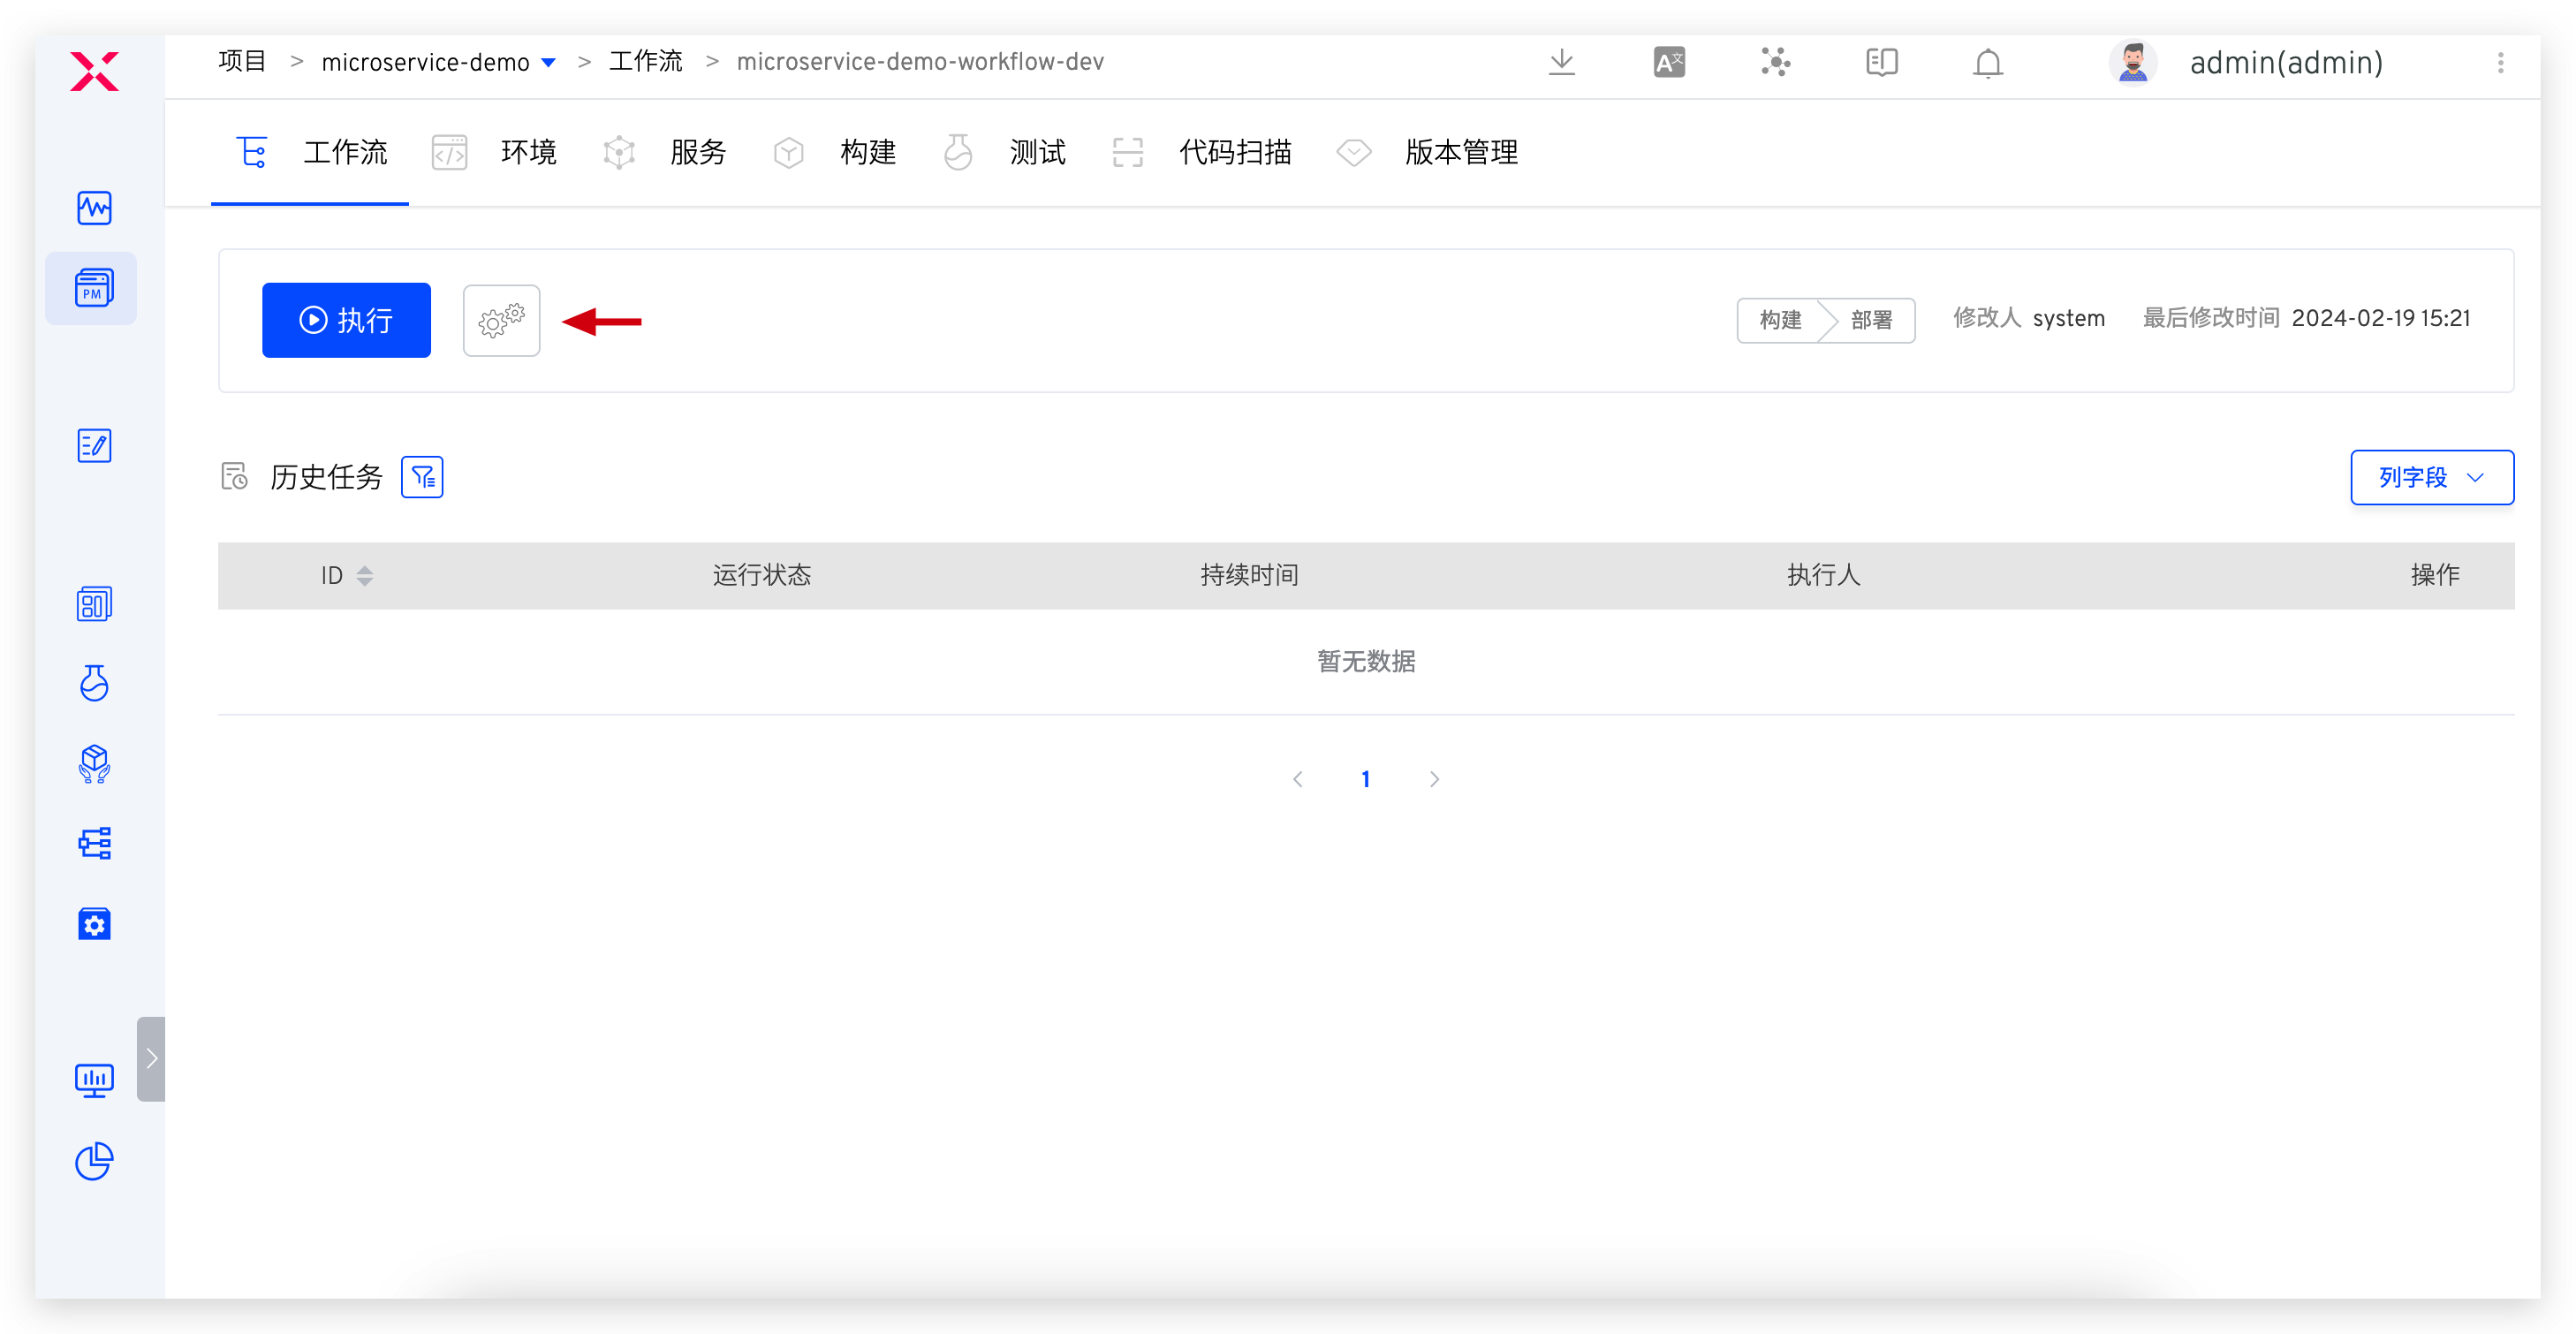 项目 > microservice-demo > 工作流 > microservice-demo-workflow-dev
admin(admin)
工作流 环境 服务 构建 测试 代码扫描 版本管理
PM
执行
构建 部署 修改人 system 最后修改时间 2024-02-19 15:21
历史任务
列字段
ID 运行状态 持续时间 执行人 操作
暂无数据
< 1 >